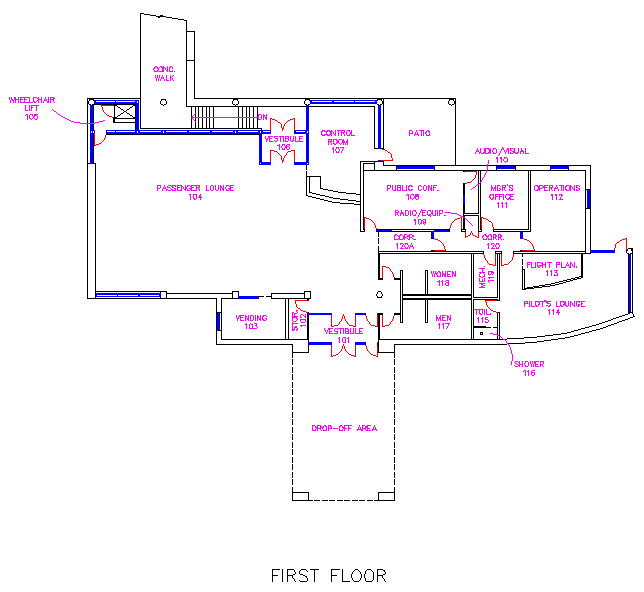 CONC.
WALK
WHEELCHAIR
LIFT
105
DN
VESTIBULE
106
CONTROL
ROOM
107
PATIO
AUDIO/VISUAL
110
PASSENGER LOUNGE
104
PUBLIC CONF.
108
MGR'S
OFFICE
111
OPERATIONS
112
RADIO/EQUIP.
109
CORR.
120A
CORR.
120
WOMEN
118
MECH.
119
FLIGHT PLAN.
113
PILOT'S LOUNGE
114
VENDING
103
STOR.
102
VESTIBULE
101
MEN
117
TOIL.
115
SHOWER
116
DROP-OFF AREA
FIRST FLOOR